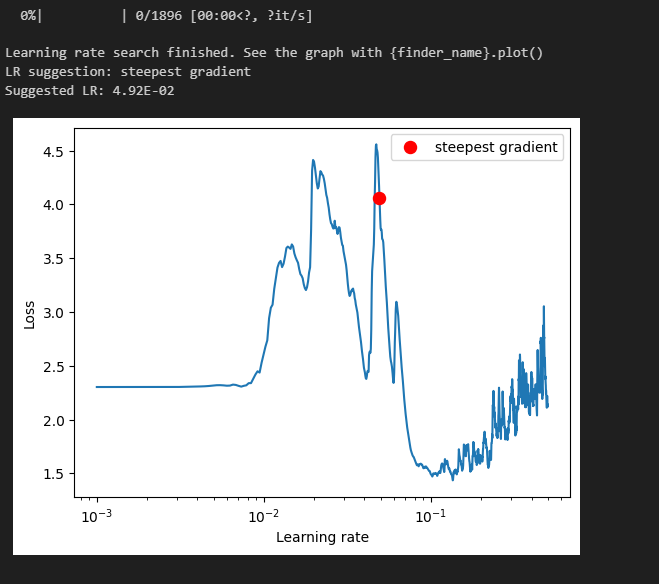 0%| | 0/1896 [00:00<?, ?it/s]
Learning rate search finished. See the graph with {finder_name}.plot()
LR suggestion: steepest gradient
Suggested LR: 4.92E-02
steepest gradient
4.5
4.0
3.5
3.0
2.5
2.0
1.5
Loss
10⁻³ 10⁻² 10⁻¹
Learning rate